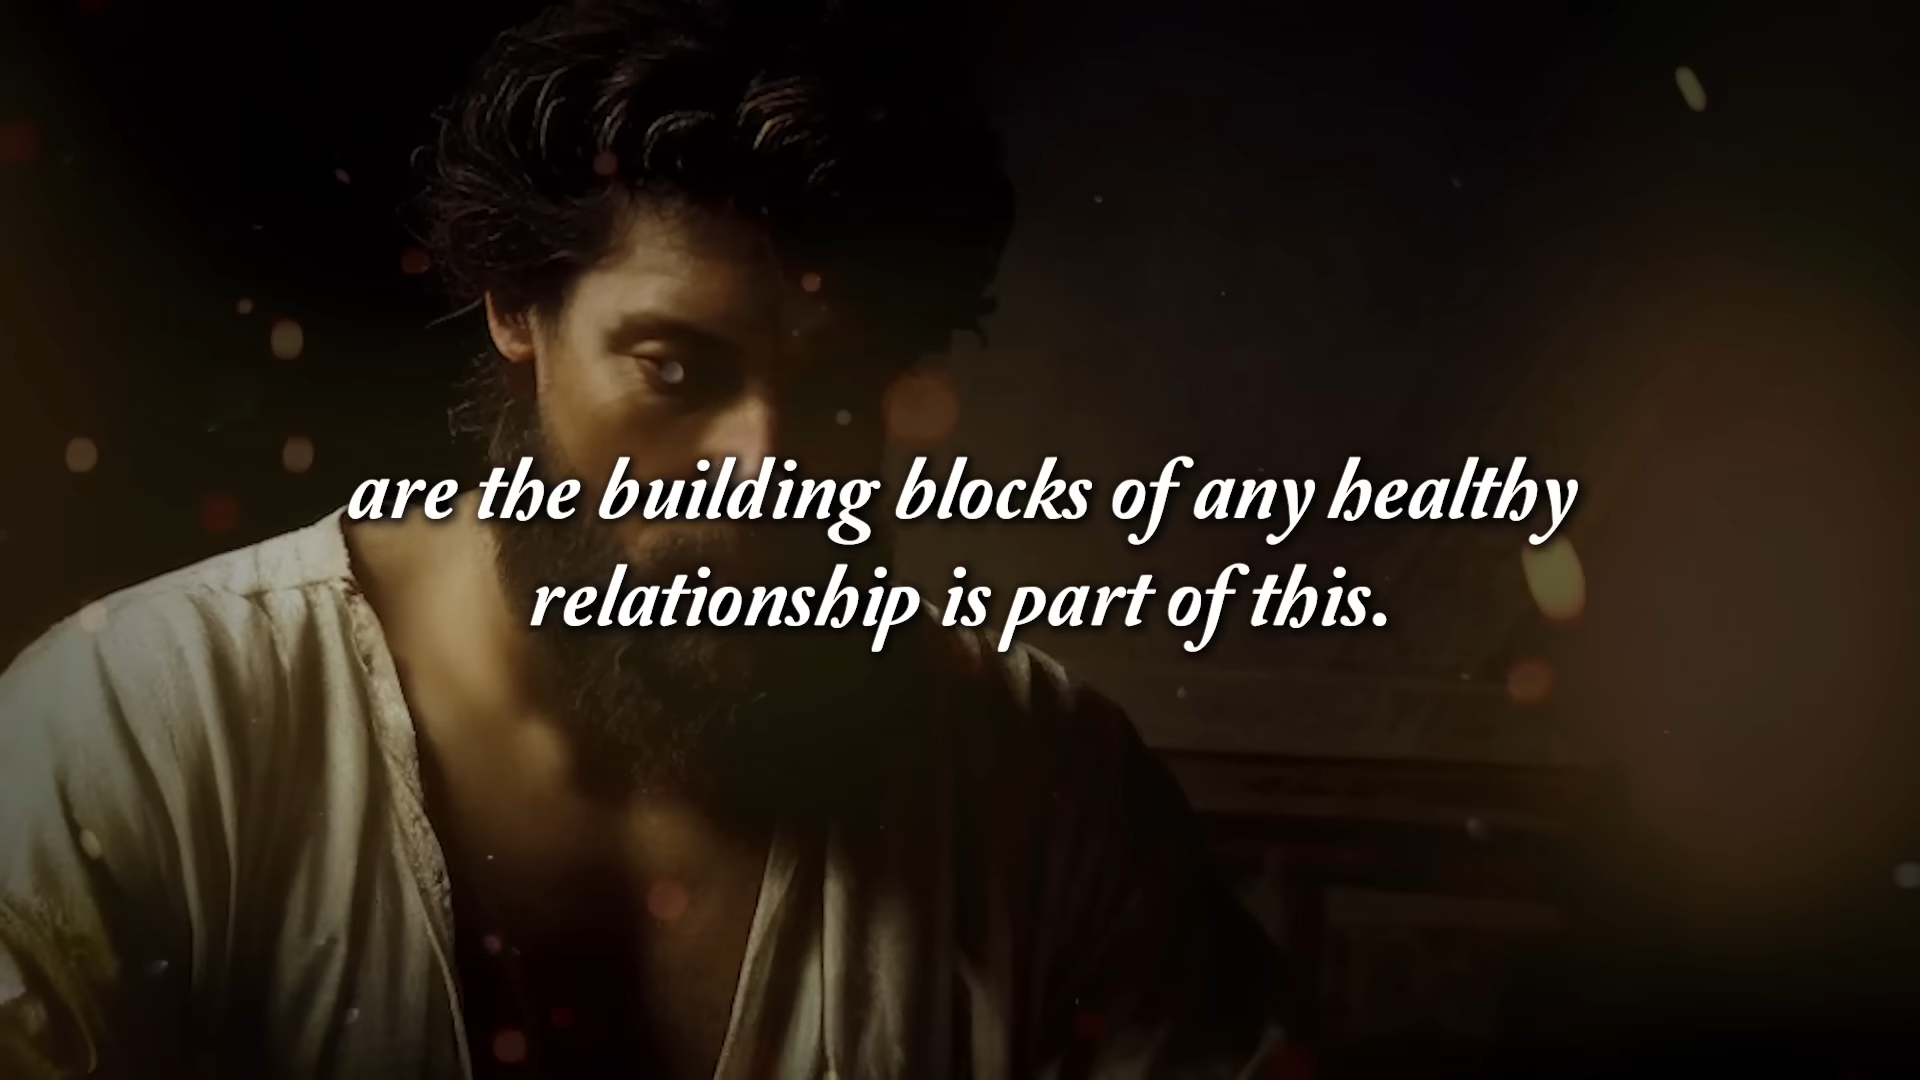 are the building blocks of any healthy
relationship is part of this.